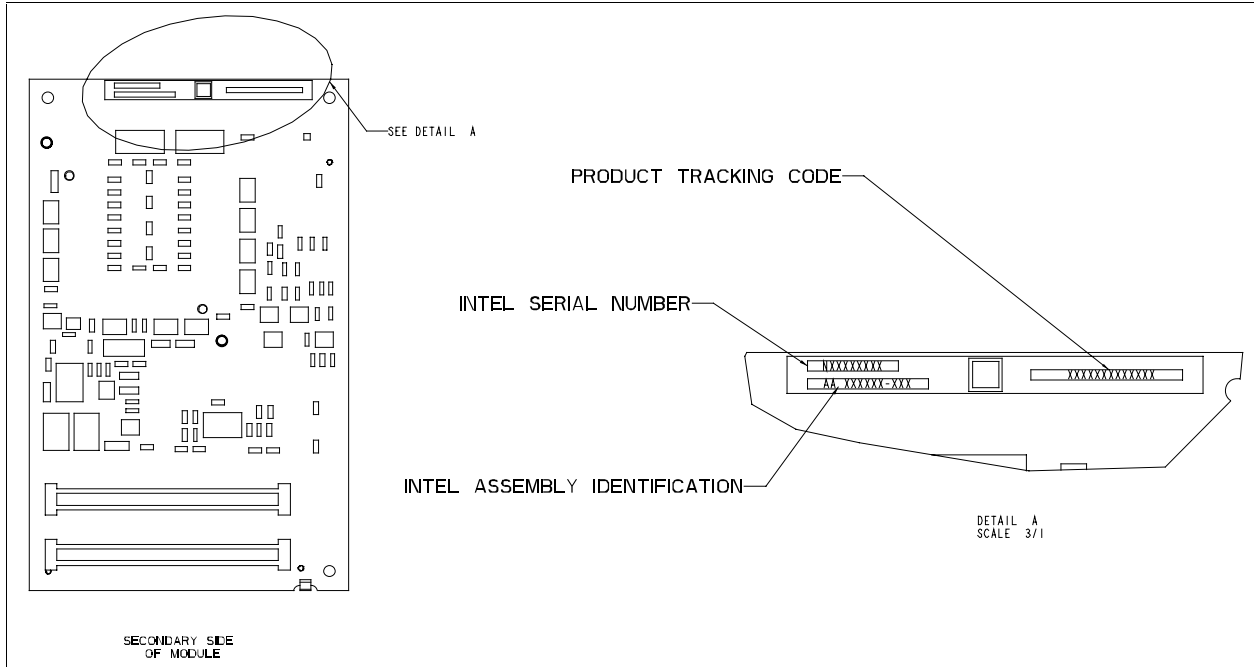 SEE DETAIL A
PRODUCT TRACKING CODE
INTEL SERIAL NUMBER
NXXXXXXXX
XXXXXXXXXXXXX
AA XXXXXX-XXX
INTEL ASSEMBLY IDENTIFICATION
DETAIL A
SCALE 3/1
SECONDARY SIDE
OF MODULE